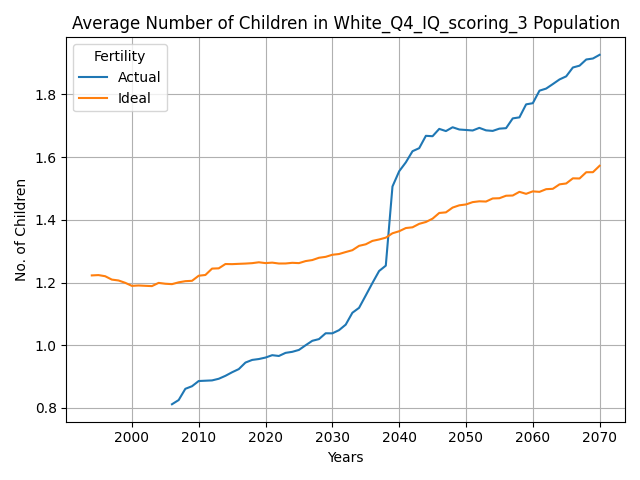 Average Number of Children in White_Q4_IQ_scoring_3 Population
Fertility
Actual
Ideal
No. of Children
1.8
1.6
1.4
1.2
1.0
0.8
2000 2010 2020 2030 2040 2050 2060 2070
Years